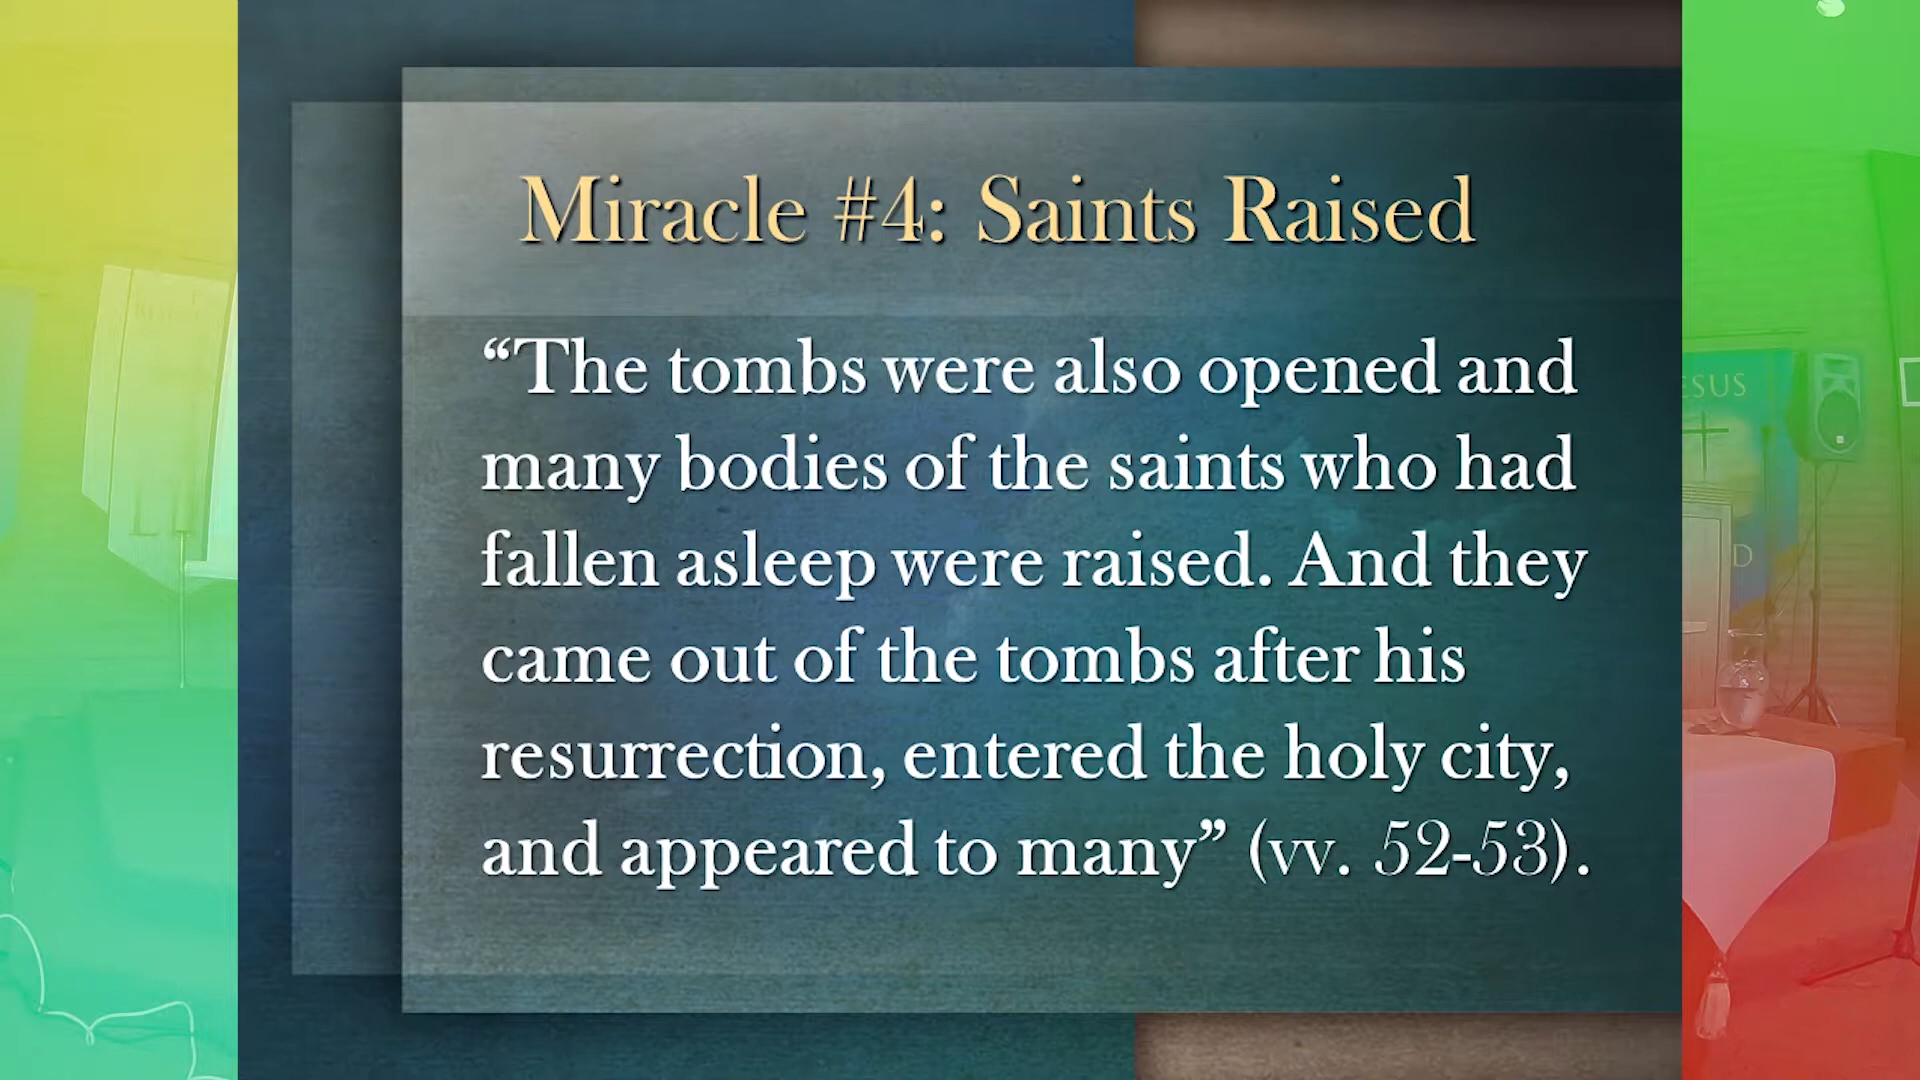 Miracle #4: Saints Raised
“The tombs were also opened and
many bodies of the saints who had
fallen asleep were raised. And they
came out of the tombs after his
resurrection, entered the holy city,
and appeared to many” (vv. 52-53).
ESUS
D